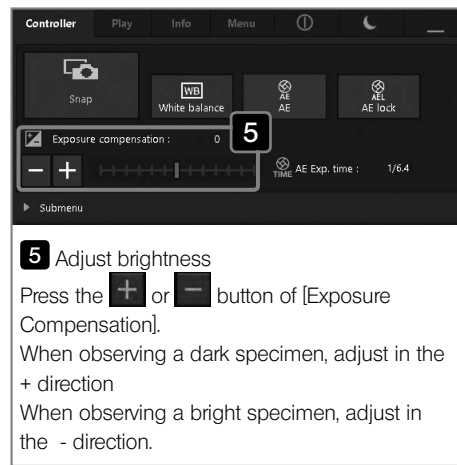 Controller Play Info Menu
Snap
WB
White balance
AE
AE
AEL
AE lock
Exposure compensation : 0 5
− +
TIME AE Exp. time : 1/6.4
Submenu
5 Adjust brightness
Press the + or − button of [Exposure
Compensation].
When observing a dark specimen, adjust in the
+ direction
When observing a bright specimen, adjust in
the - direction.